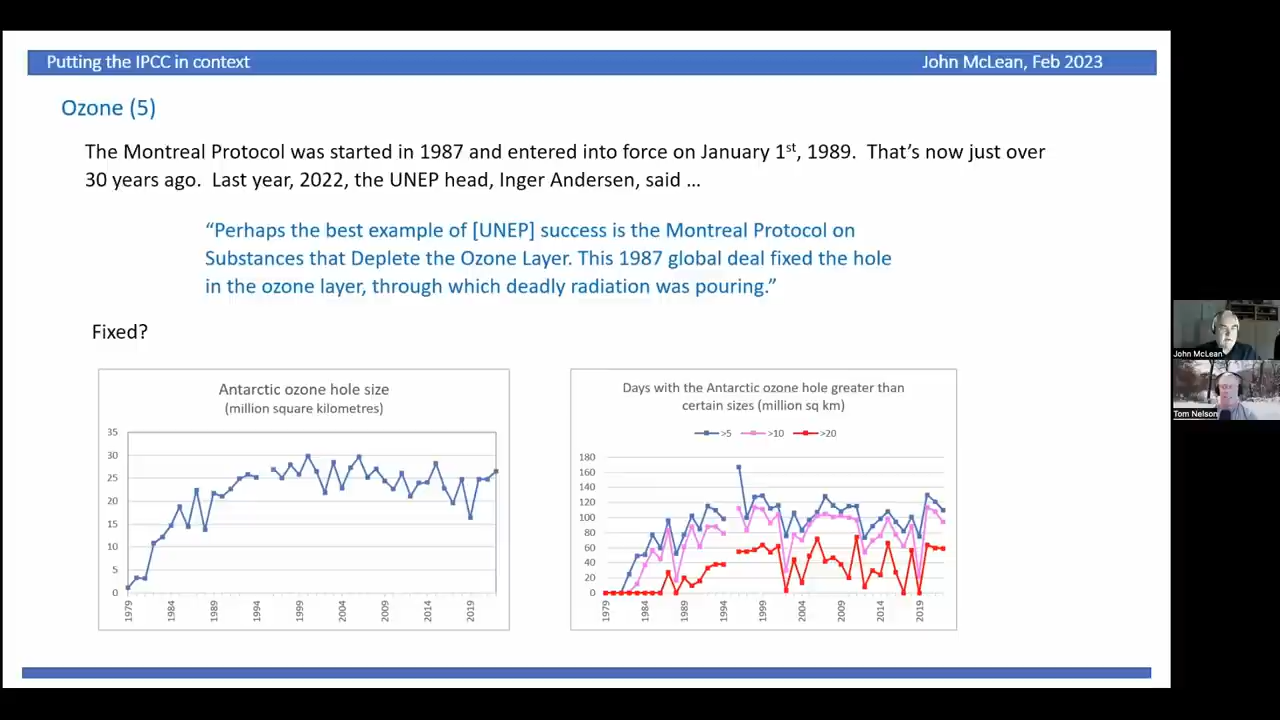 Putting the IPCC in context
John McLean, Feb 2023
Ozone (5)
The Montreal Protocol was started in 1987 and entered into force on January 1st, 1989.  That's now just over
30 years ago.  Last year, 2022, the UNEP head, Inger Andersen, said …
“Perhaps the best example of [UNEP] success is the Montreal Protocol on
Substances that Deplete the Ozone Layer. This 1987 global deal fixed the hole
in the ozone layer, through which deadly radiation was pouring.”
Fixed?
Antarctic ozone hole size
(million square kilometres)
35
30
25
20
15
10
5
0
1979
1984
1989
1994
1999
2004
2009
2014
2019
Days with the Antarctic ozone hole greater than
certain sizes (million sq km)
>5 >10 >20
180
160
140
120
100
80
60
40
20
0
1979
1984
1989
1994
1999
2004
2009
2014
2019
John McLean
Tom Nelson